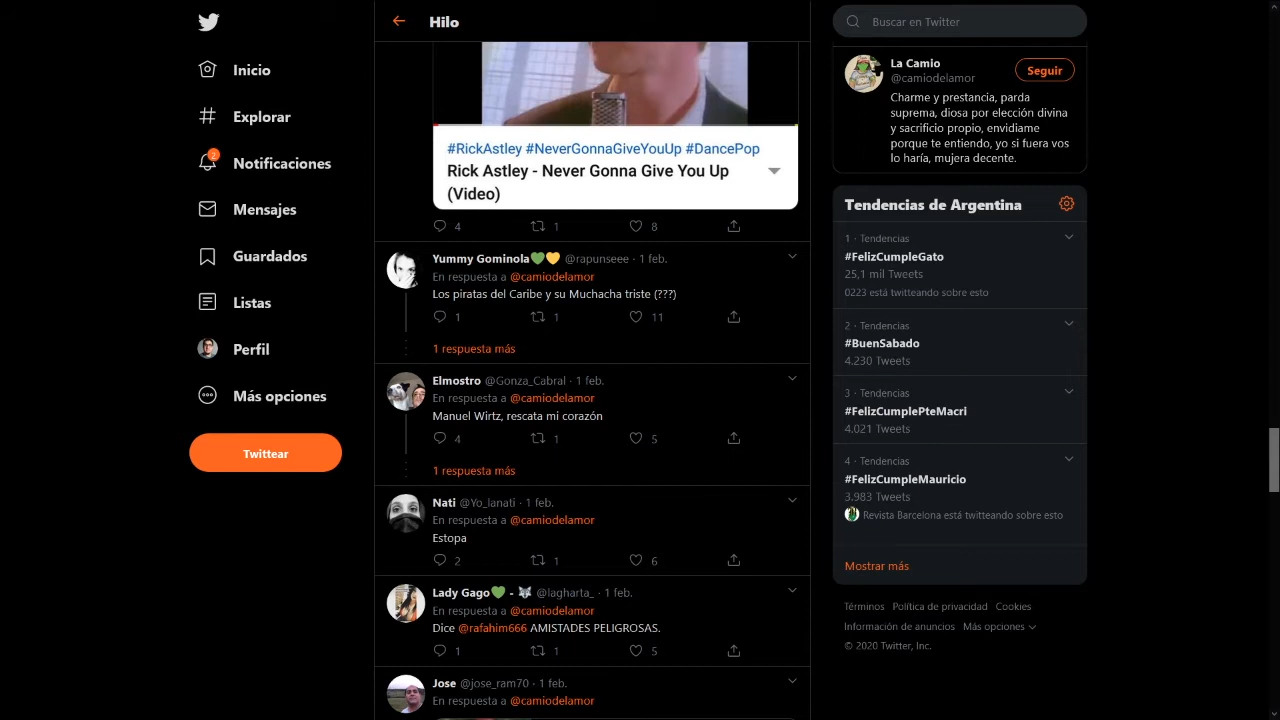 Inicio
Explorar
2
Notificaciones
Mensajes
Guardados
Listas
Perfil
Más opciones
Twittear
Hilo
#RickAstley #NeverGonnaGiveYouUp #DancePop
Rick Astley - Never Gonna Give You Up
(Video)
4 1 8
Yummy Gominola💚💛 @rapunseee · 1 feb.
En respuesta a @camiodelamor
Los piratas del Caribe y su Muchacha triste (???)
1 1 11
1 respuesta más
Elmostro @Gonza_Cabral · 1 feb.
En respuesta a @camiodelamor
Manuel Wirtz, rescata mi corazón
4 1 5
1 respuesta más
Nati @Yo_lanati · 1 feb.
En respuesta a @camiodelamor
Estopa
2 1 6
Lady Gago💚 - 🐺 @lagharta_ · 1 feb.
En respuesta a @camiodelamor
Dice @rafahim666 AMISTADES PELIGROSAS.
1 1 5
Jose @jose_ram70 · 1 feb.
En respuesta a @camiodelamor
Buscar en Twitter
La Camio
@camiodelamor
Seguir
Charme y prestancia, parda
suprema, diosa por elección divina
y sacrificio propio, envidiame
porque te entiendo, yo si fuera vos
lo haría, mujera decente.
Tendencias de Argentina
1 · Tendencias
#FelizCumpleGato
25,1 mil Tweets
0223 está twitteando sobre esto
2 · Tendencias
#BuenSabado
4.230 Tweets
3 · Tendencias
#FelizCumplePteMacri
4.021 Tweets
4 · Tendencias
#FelizCumpleMauricio
3.983 Tweets
Revista Barcelona está twitteando sobre esto
Mostrar más
Términos Política de privacidad Cookies
Información de anuncios Más opciones
© 2020 Twitter, Inc.